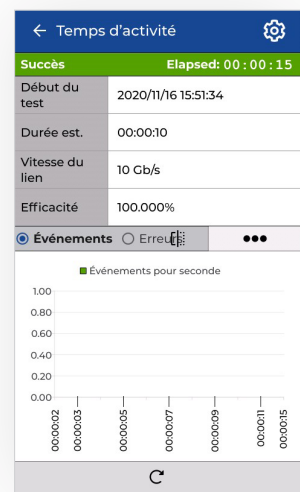 Temps d’activité
Succès Elapsed: 00:00:15
Début du test 2020/11/16 15:51:34
Durée est. 00:00:10
Vitesse du lien 10 Gb/s
Efficacité 100.000%
Événements Erreurs
Événements pour seconde
1.00
0.80
0.60
0.40
0.20
0.00
00:00:02
00:00:03
00:00:05
00:00:07
00:00:09
00:00:11
00:00:15